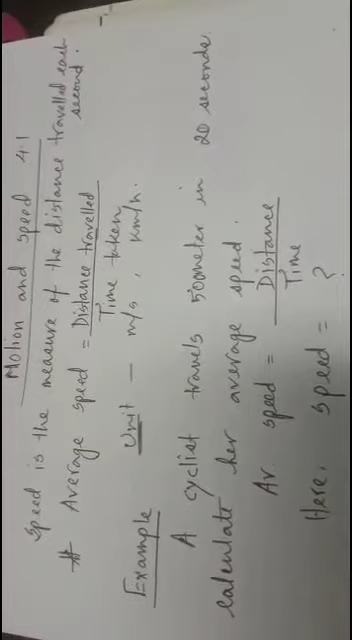 Motion and speed 4.1
Speed is the measure of the distance travelled each
second.
# Average speed = Distance travelled
Time taken
Unit — m/s, km/h.
Example
A cyclist travels 500meter in 20 seconds.
calculate her average speed.
Av speed = Distance
Time
Here, speed = ?